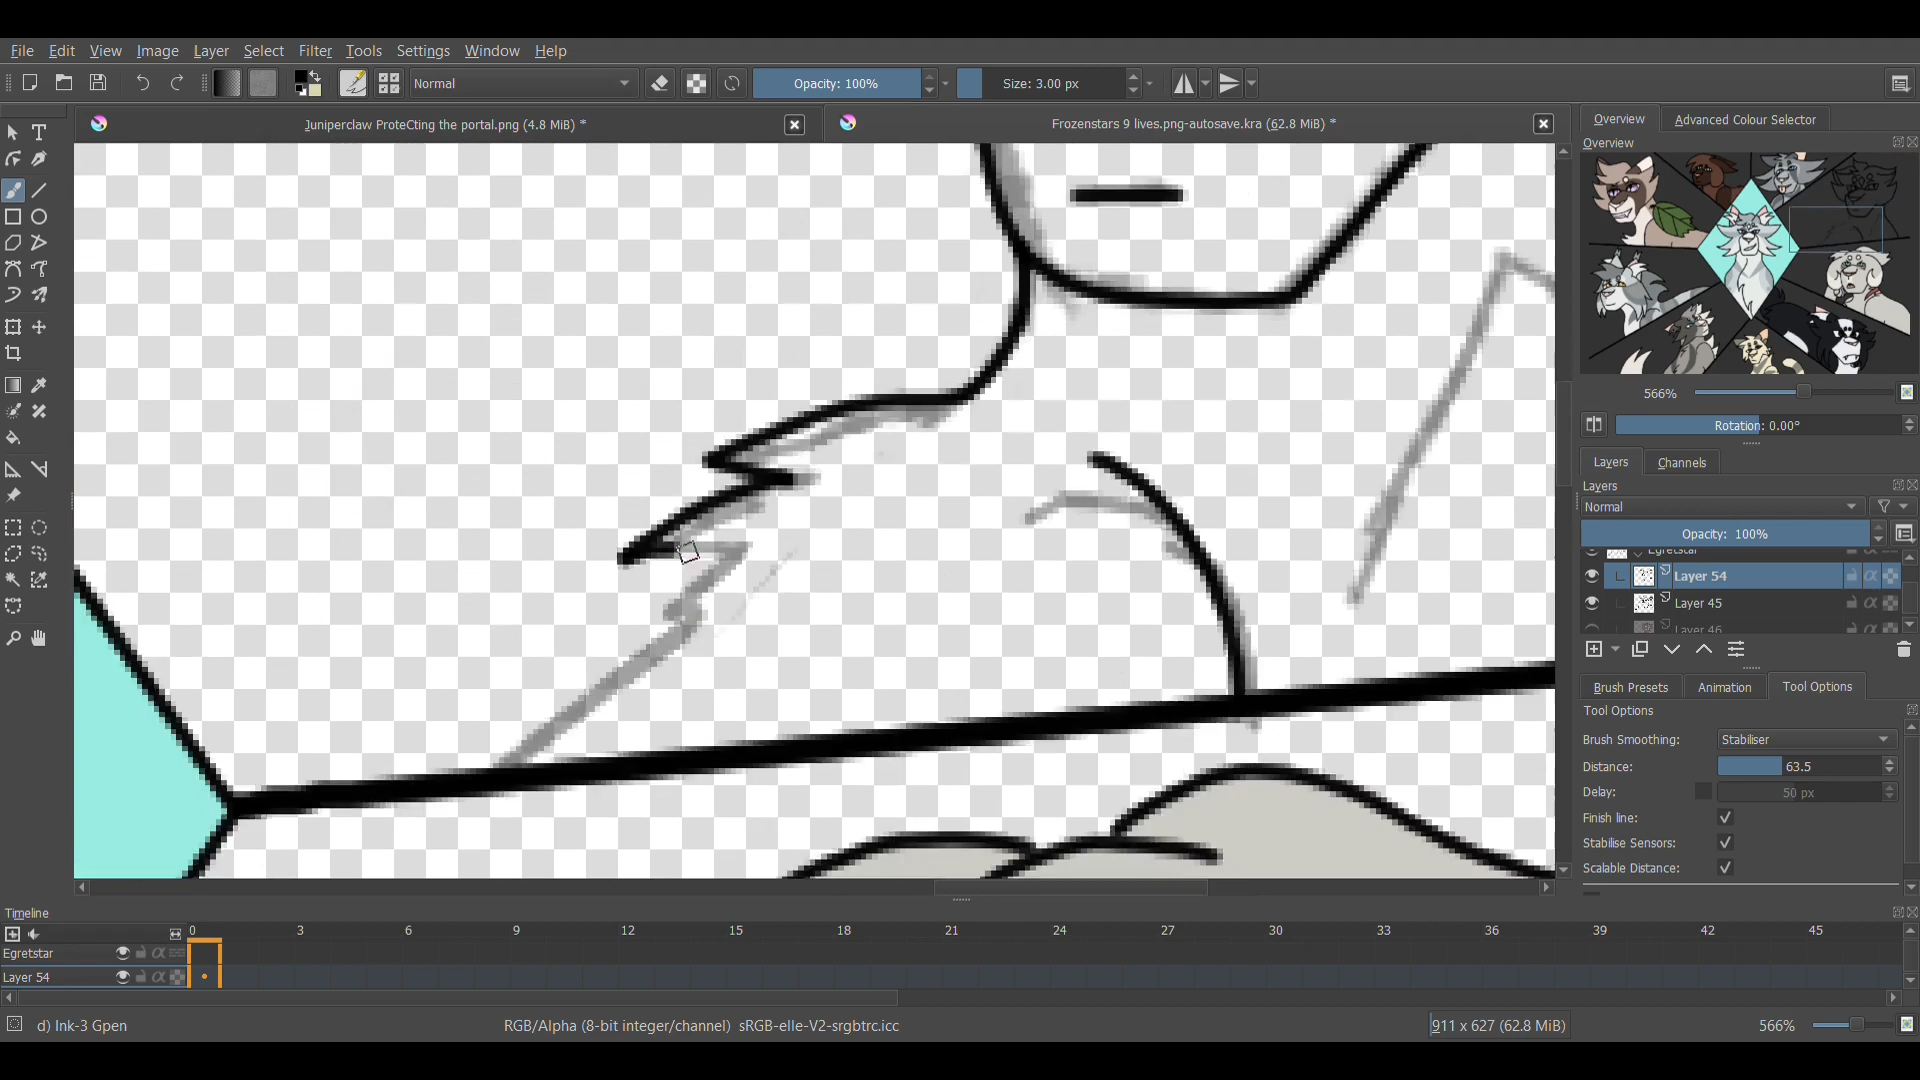 File Edit View Image Layer Select Filter Tools Settings Window Help
Normal Opacity: 100% Size: 3.00 px
Juniperclaw ProteCting the portal.png (4.8 MiB) *
Frozenstars 9 lives.png-autosave.kra (62.8 MiB) *
Overview Advanced Colour Selector
Overview
566%
Rotation: 0.00°
Layers Channels
Layers
Normal
Opacity: 100%
Egretstar
Layer 54
Layer 45
Layer 46
Brush Presets Animation Tool Options
Tool Options
Brush Smoothing: Stabiliser
Distance: 63.5
Delay: 50 px
Finish line:
Stabilise Sensors:
Scalable Distance:
Timeline
0 3 6 9 12 15 18 21 24 27 30 33 36 39 42 45
Egretstar
Layer 54
d) Ink-3 Gpen RGB/Alpha (8-bit integer/channel) sRGB-elle-V2-srgbtrc.icc 911 x 627 (62.8 MiB) 566%